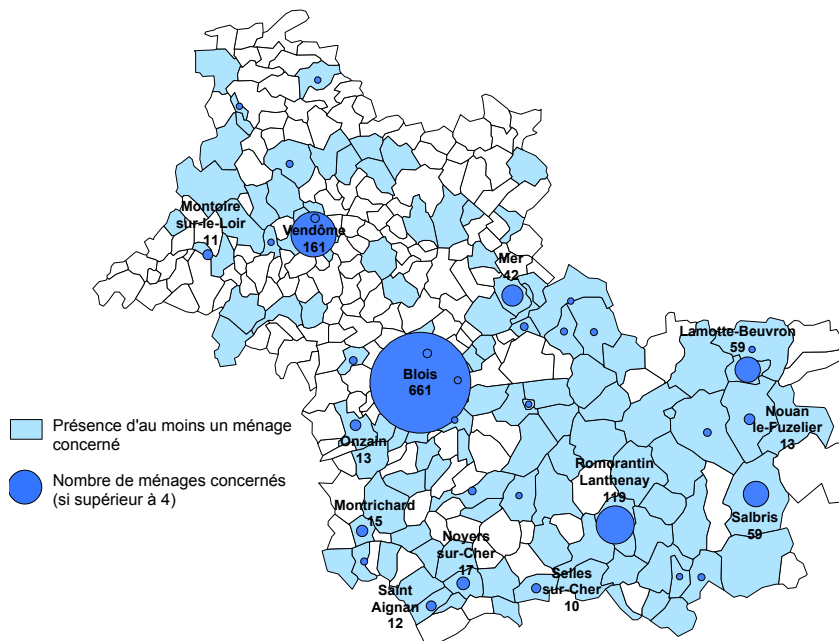 Montoire
sur-le-Loir
11
Vendôme
161
Mer
42
Lamotte-Beuvron
59
Blois
661
Nouan
le-Fuzelier
13
Onzain
13
Romorantin
Lanthenay
119
Salbris
59
Montrichard
15
Noyers
sur-Cher
17
Selles
sur-Cher
10
Saint
Aignan
12
Présence d'au moins un ménage
concerné
Nombre de ménages concernés
(si supérieur à 4)